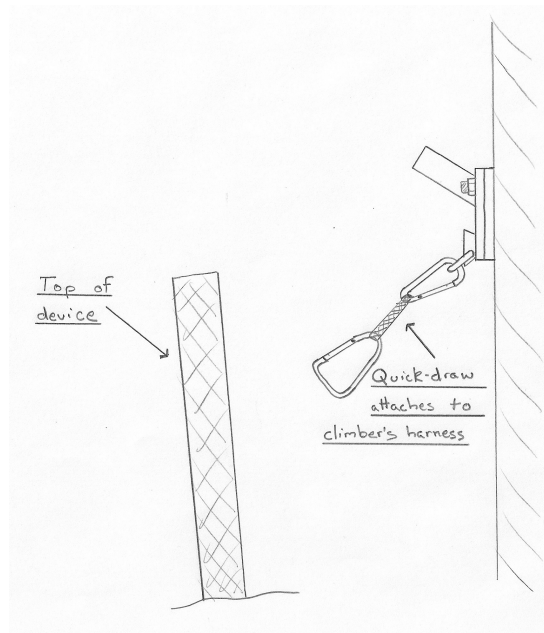 Top of
device
Quick-draw
attaches to
climber's harness